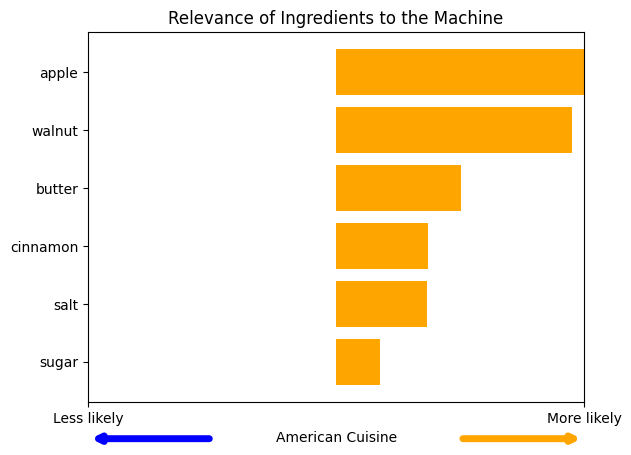 Relevance of Ingredients to the Machine
apple
walnut
butter
cinnamon
salt
sugar
Less likely
More likely
American Cuisine